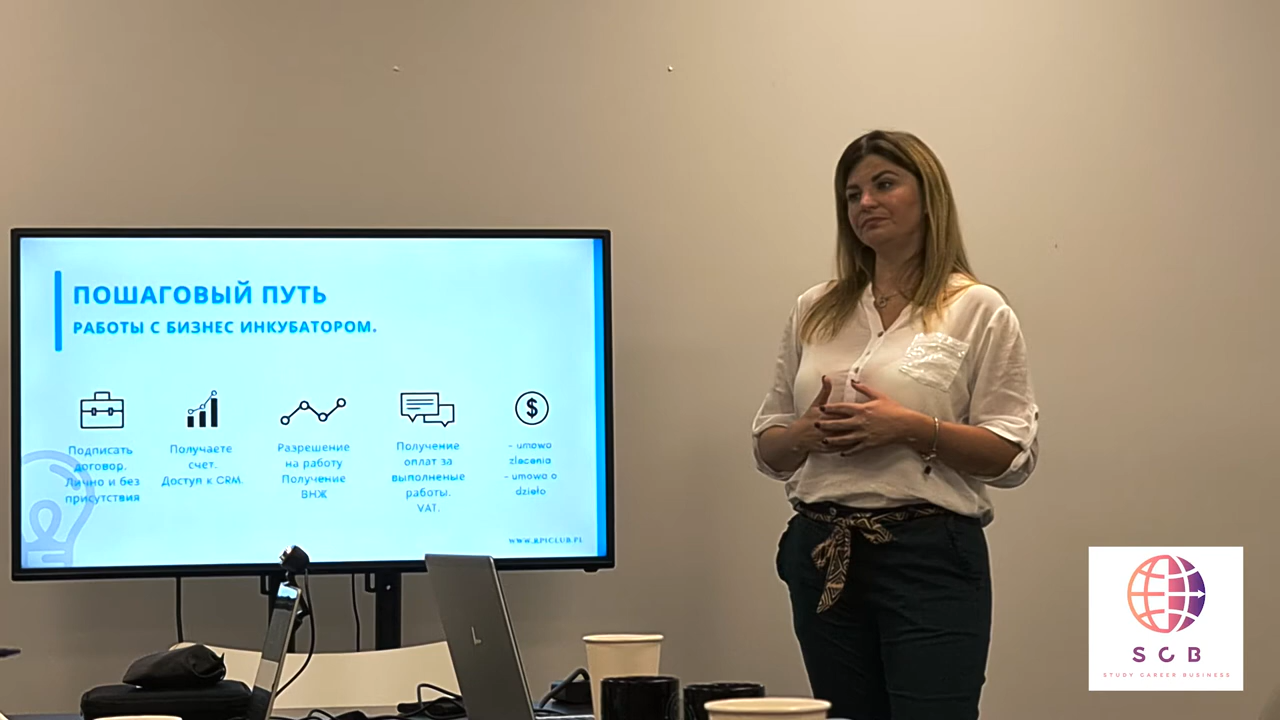 ПОШАГОВЫЙ ПУТЬ
РАБОТЫ С БИЗНЕС ИНКУБАТОРОМ.
Подписать
договор.
Лично и без
присутствия
Получаете
счет.
Доступ к CRM.
Разрешение
на работу
Получение
ВНЖ
Получение
оплат за
выполненые
работы.
VAT.
$
- umowa
zlecenia
- umowa o
dzieło
WWW.RPICLUB.PL
SCB
STUDY CAREER BUSINESS